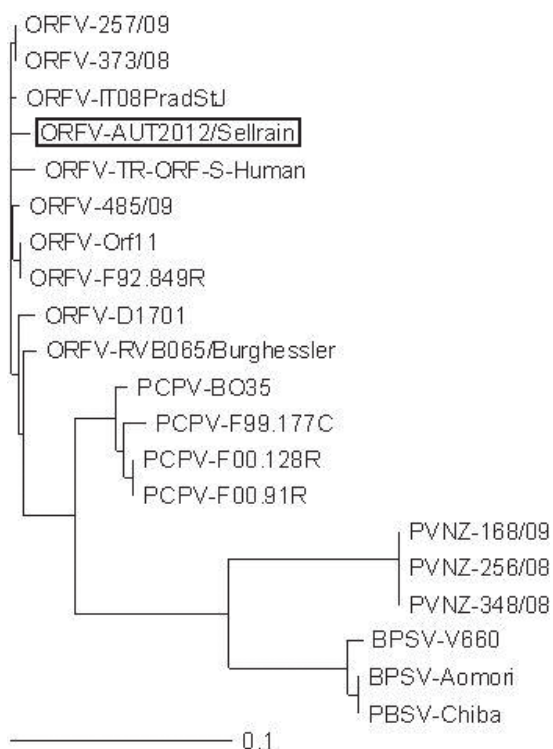 ORFV-257/09
ORFV-373/08
ORFV-IT08PradStJ
ORFV-AUT2012/Sellrain
ORFV-TR-ORF-S-Human
ORFV-485/09
ORFV-Orf11
ORFV-F92.849R
ORFV-D1701
ORFV-RVB065/Burghessler
PCPV-BO35
PCPV-F99.177C
PCPV-F00.128R
PCPV-F00.91R
PVNZ-168/09
PVNZ-256/08
PVNZ-348/08
BPSV-V660
BPSV-Aomori
PBSV-Chiba
0.1